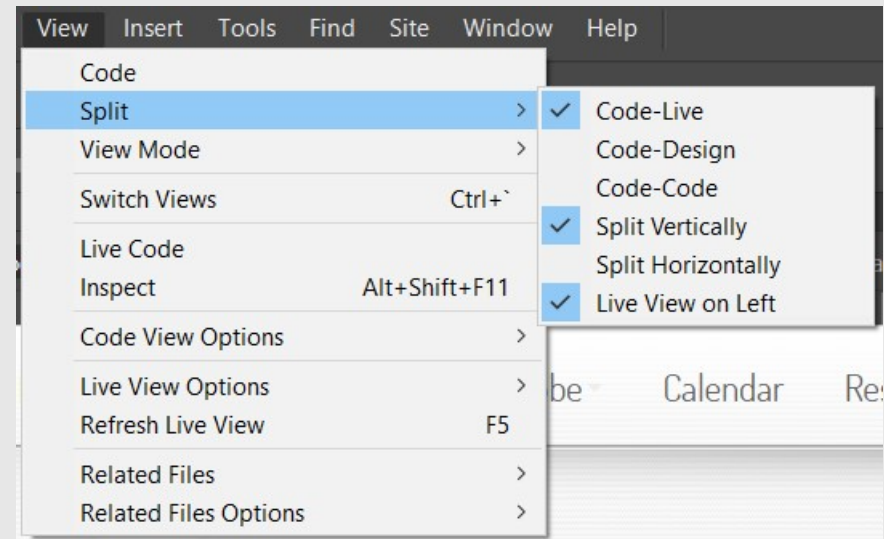 View Insert Tools Find Site Window Help
Code
Split
View Mode
Switch Views Ctrl+`
Live Code
Inspect Alt+Shift+F11
Code View Options
Live View Options
Refresh Live View F5
Related Files
Related Files Options
Code-Live
Code-Design
Code-Code
Split Vertically
Split Horizontally
Live View on Left
Calendar